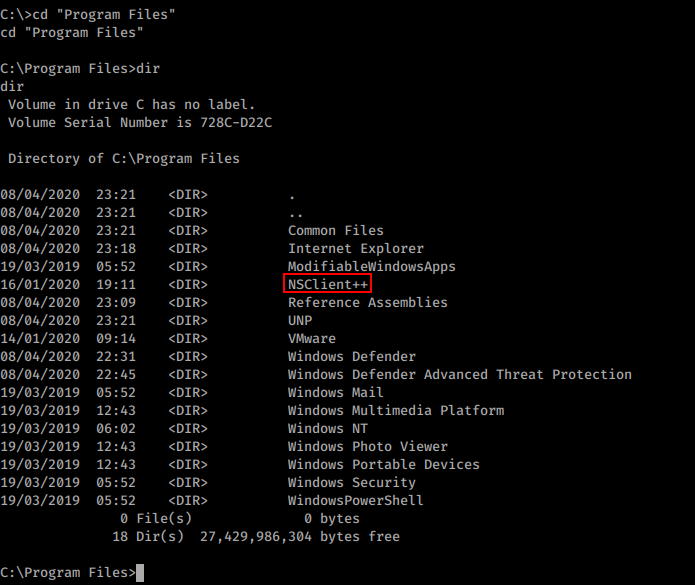 C:\>cd "Program Files"
cd "Program Files"
C:\Program Files>dir
dir
 Volume in drive C has no label.
 Volume Serial Number is 728C-D22C
 Directory of C:\Program Files
08/04/2020  23:21    <DIR>          .
08/04/2020  23:21    <DIR>          ..
08/04/2020  23:21    <DIR>          Common Files
08/04/2020  23:18    <DIR>          Internet Explorer
19/03/2019  05:52    <DIR>          ModifiableWindowsApps
16/01/2020  19:11    <DIR>          NSClient++
08/04/2020  23:09    <DIR>          Reference Assemblies
08/04/2020  23:21    <DIR>          UNP
14/01/2020  09:14    <DIR>          VMware
08/04/2020  22:31    <DIR>          Windows Defender
08/04/2020  22:45    <DIR>          Windows Defender Advanced Threat Protection
19/03/2019  05:52    <DIR>          Windows Mail
19/03/2019  12:43    <DIR>          Windows Multimedia Platform
19/03/2019  06:02    <DIR>          Windows NT
19/03/2019  12:43    <DIR>          Windows Photo Viewer
19/03/2019  12:43    <DIR>          Windows Portable Devices
19/03/2019  05:52    <DIR>          Windows Security
19/03/2019  05:52    <DIR>          WindowsPowerShell
               0 File(s)              0 bytes
              18 Dir(s)  27,429,986,304 bytes free
C:\Program Files>